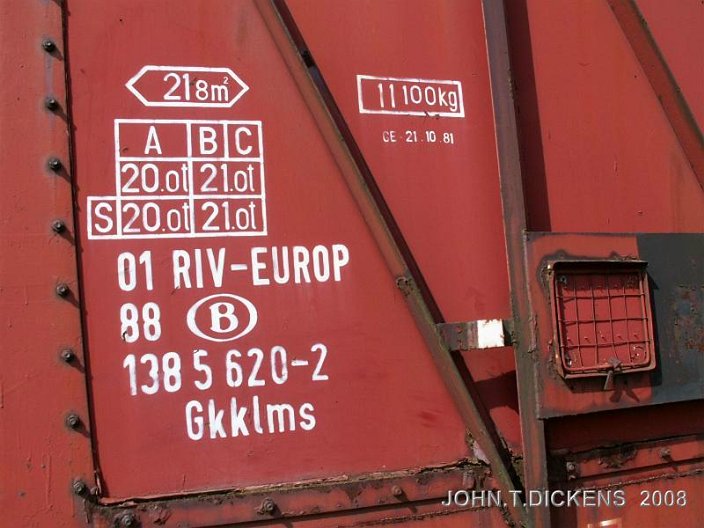 21 8m²
A B C
20.0t 21.0t
S 20.0t 21.0t
01 RIV-EUROP
88 B
138 5 620-2
Gkklms
11 100kg
CE - 21.10.81
JOHN.T.DICKENS 2008